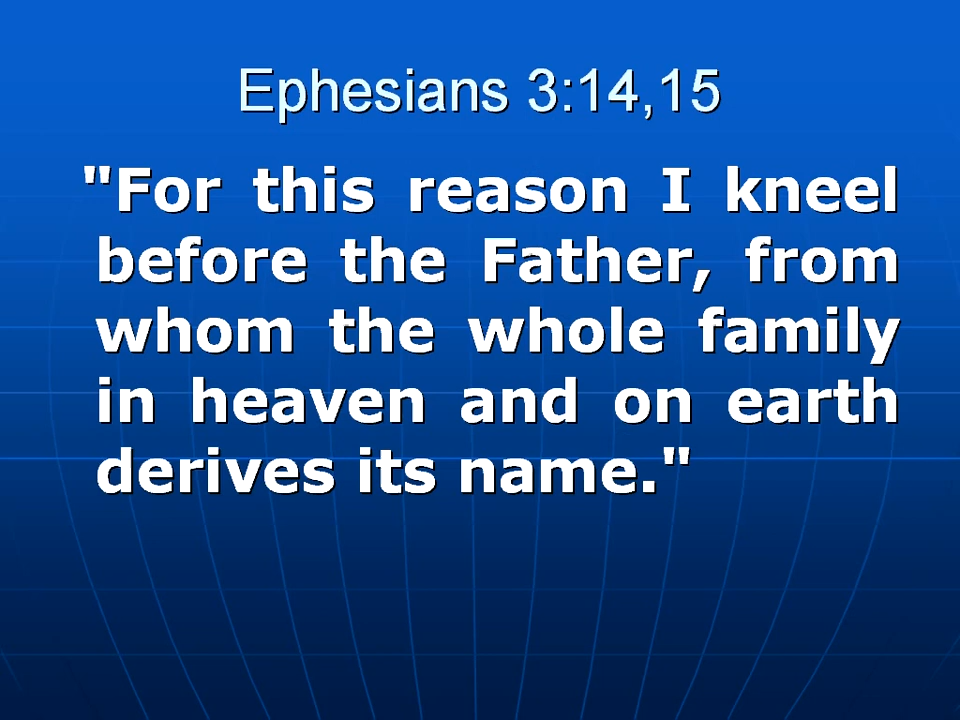 Ephesians 3:14,15
"For this reason I kneel
before the Father, from
whom the whole family
in heaven and on earth
derives its name."